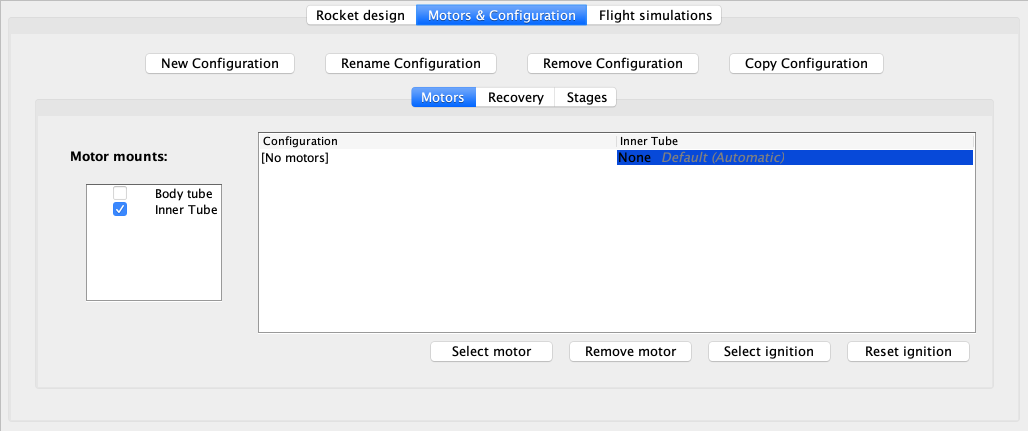 Rocket design Motors & Configuration Flight simulations
New Configuration Rename Configuration Remove Configuration Copy Configuration
Motors Recovery Stages
Motor mounts:
Body tube
Inner Tube
Configuration Inner Tube
[No motors] None Default (Automatic)
Select motor Remove motor Select ignition Reset ignition